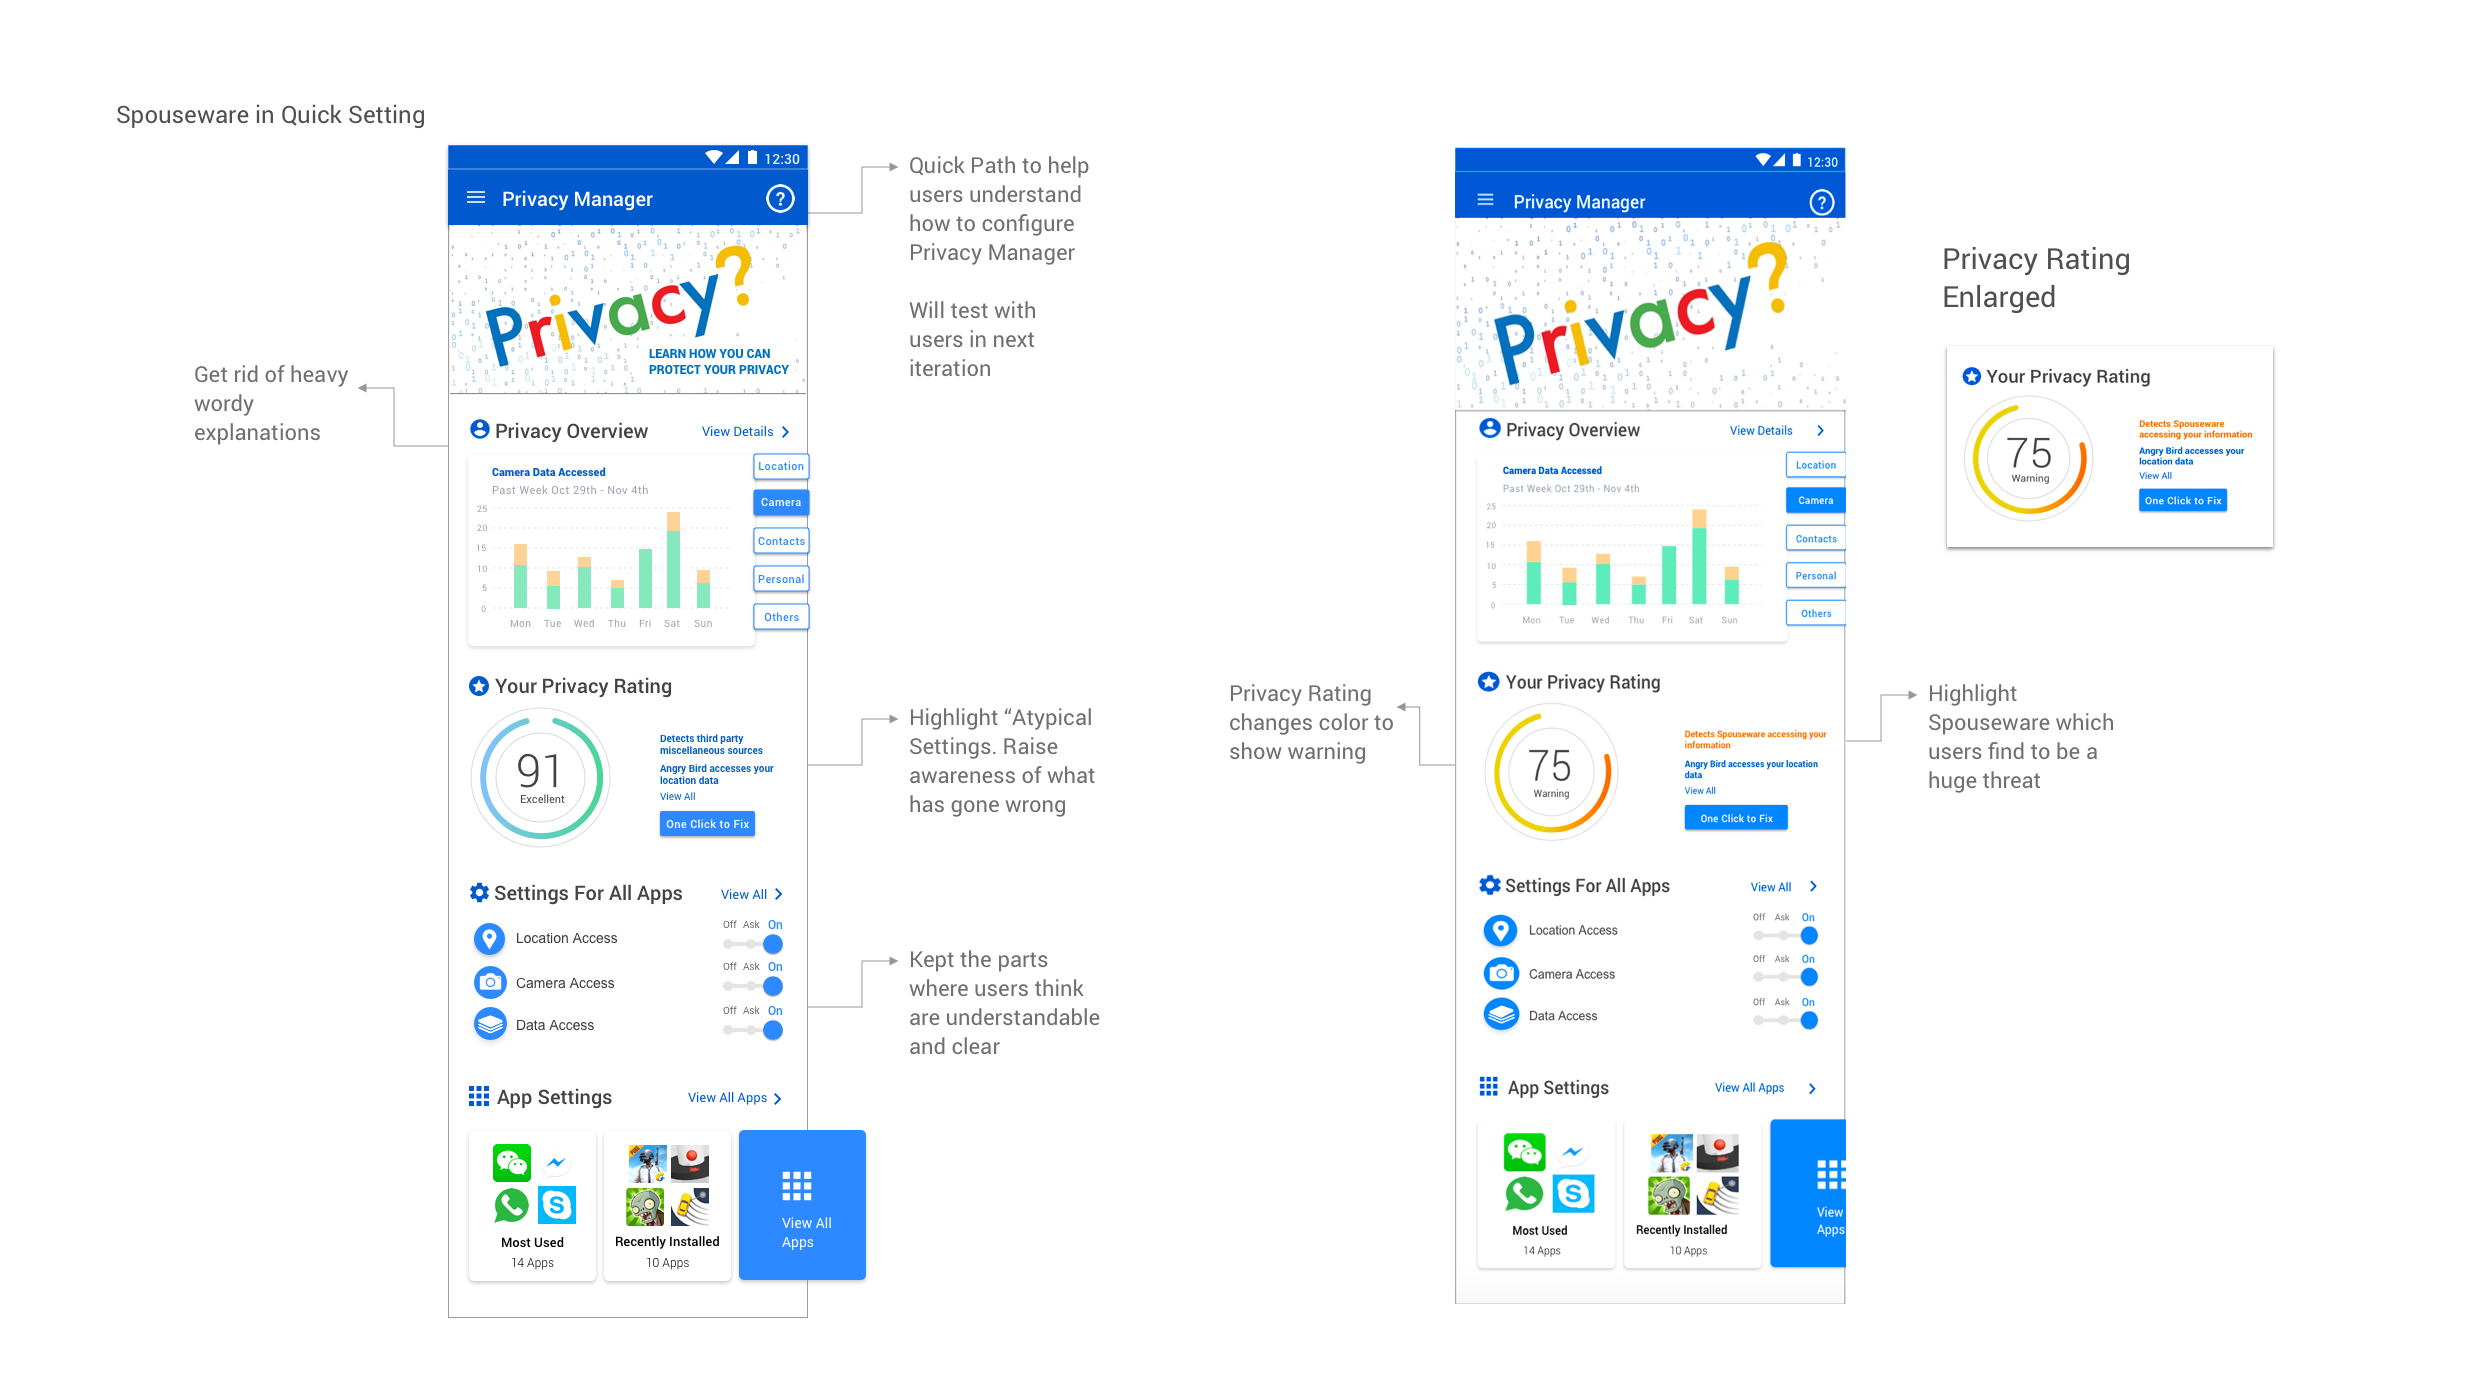 Spouseware in Quick Setting
12:30
Privacy Manager
?
Privacy?
LEARN HOW YOU CAN
PROTECT YOUR PRIVACY
Privacy Overview
View Details
Camera Data Accessed
Past Week Oct 29th - Nov 4th
25
20
15
10
5
0
Mon Tue Wed Thu Fri Sat Sun
Location
Camera
Contacts
Personal
Others
Your Privacy Rating
91
Excellent
Detects third party
miscellaneous sources
Angry Bird accesses your
location data
View All
One Click to Fix
Settings For All Apps
View All
Off Ask On
Location Access
Off Ask On
Camera Access
Off Ask On
Data Access
App Settings
View All Apps
Most Used
14 Apps
Recently Installed
10 Apps
View All
Apps
Get rid of heavy
wordy
explanations
Quick Path to help
users understand
how to configure
Privacy Manager
Will test with
users in next
iteration
Highlight “Atypical
Settings. Raise
awareness of what
has gone wrong
Kept the parts
where users think
are understandable
and clear
12:30
Privacy Manager
?
Privacy?
Privacy Overview
View Details
Camera Data Accessed
Past Week Oct 29th - Nov 4th
25
20
15
10
5
0
Mon Tue Wed Thu Fri Sat Sun
Location
Camera
Contacts
Personal
Others
Your Privacy Rating
75
Warning
Detects Spouseware accessing your
information
Angry Bird accesses your location
data
View All
One Click to Fix
Settings For All Apps
View All
Off Ask On
Location Access
Off Ask On
Camera Access
Off Ask On
Data Access
App Settings
View All Apps
Most Used
14 Apps
Recently Installed
10 Apps
View
Apps
Privacy Rating
changes color to
show warning
Highlight
Spouseware which
users find to be a
huge threat
Privacy Rating
Enlarged
Your Privacy Rating
75
Warning
Detects Spouseware
accessing your information
Angry Bird accesses your
location data
View All
One Click to Fix